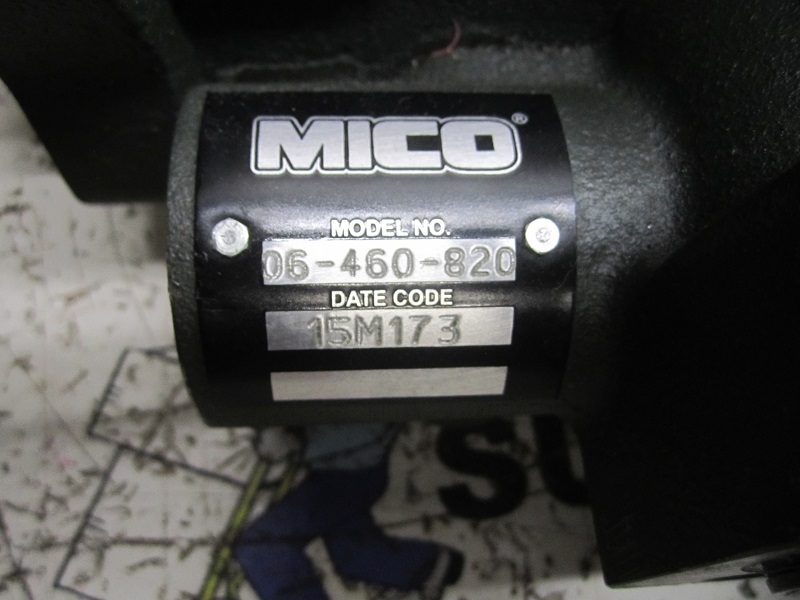 MICO®
MODEL NO.
06-460-820
DATE CODE
15M173